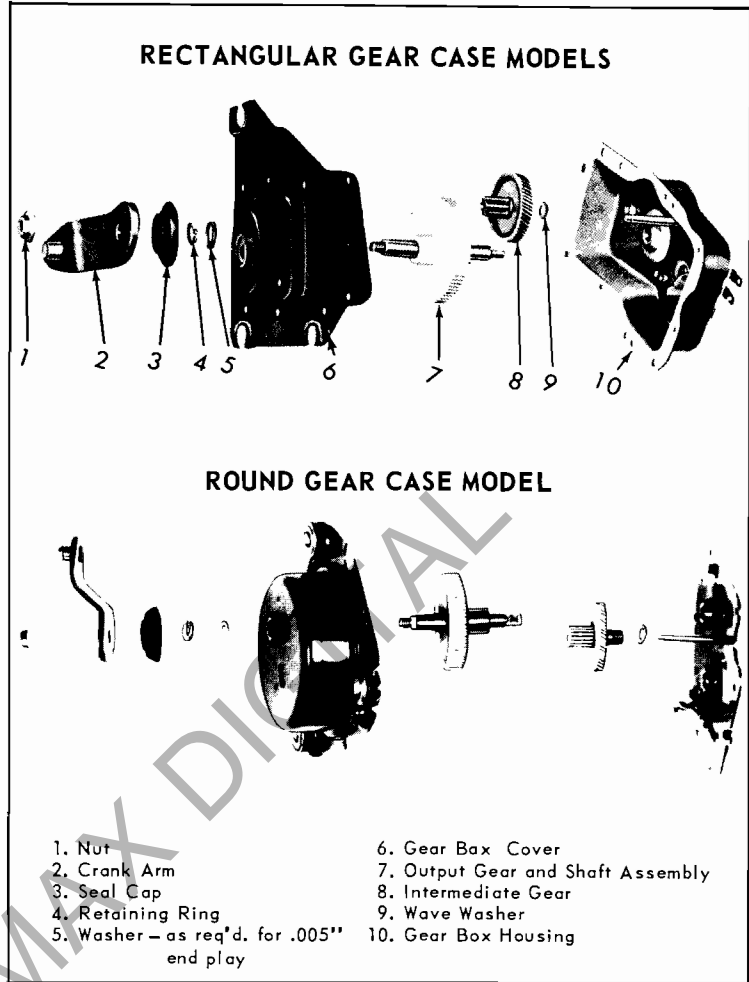 RECTANGULAR GEAR CASE MODELS
1 2 3 4 5 6 7 8 9 10
ROUND GEAR CASE MODEL
1. Nut
2. Crank Arm
3. Seal Cap
4. Retaining Ring
5. Washer – as req'd. for .005"
end play
6. Gear Bax Cover
7. Output Gear and Shaft Assembly
8. Intermediate Gear
9. Wave Washer
10. Gear Box Housing
MAX DIGITAL